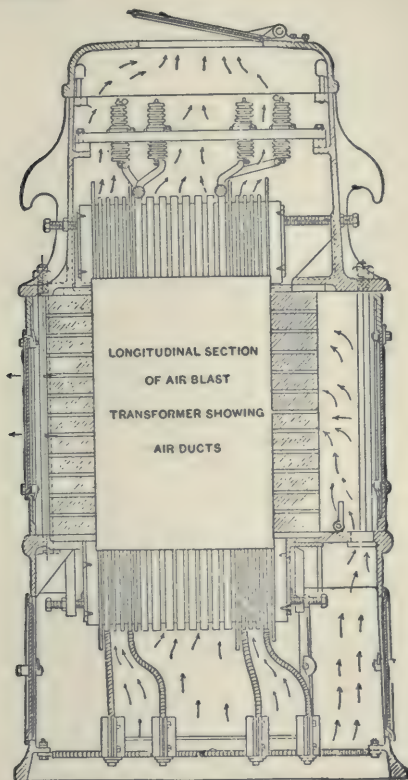 LONGITUDINAL SECTION
OF AIR BLAST
TRANSFORMER SHOWING
AIR DUCTS